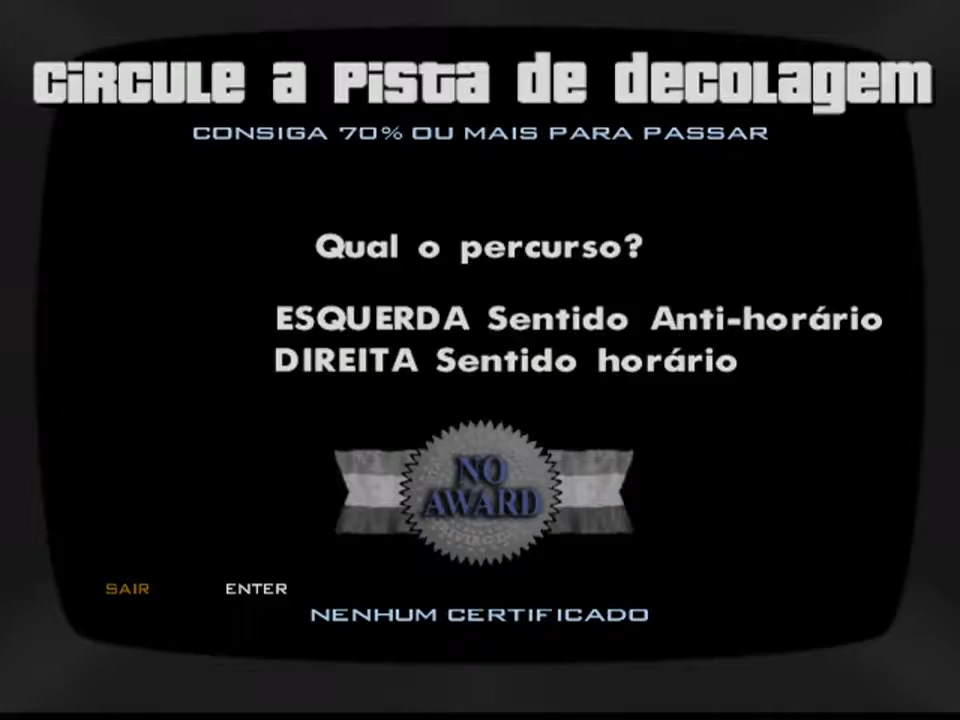 CIRCULE A PISTA DE DECOLAGEM
CONSIGA 70% OU MAIS PARA PASSAR
Qual o percurso?
ESQUERDA Sentido Anti-horário
DIREITA Sentido horário
NO
AWARD
SAIR ENTER
NENHUM CERTIFICADO